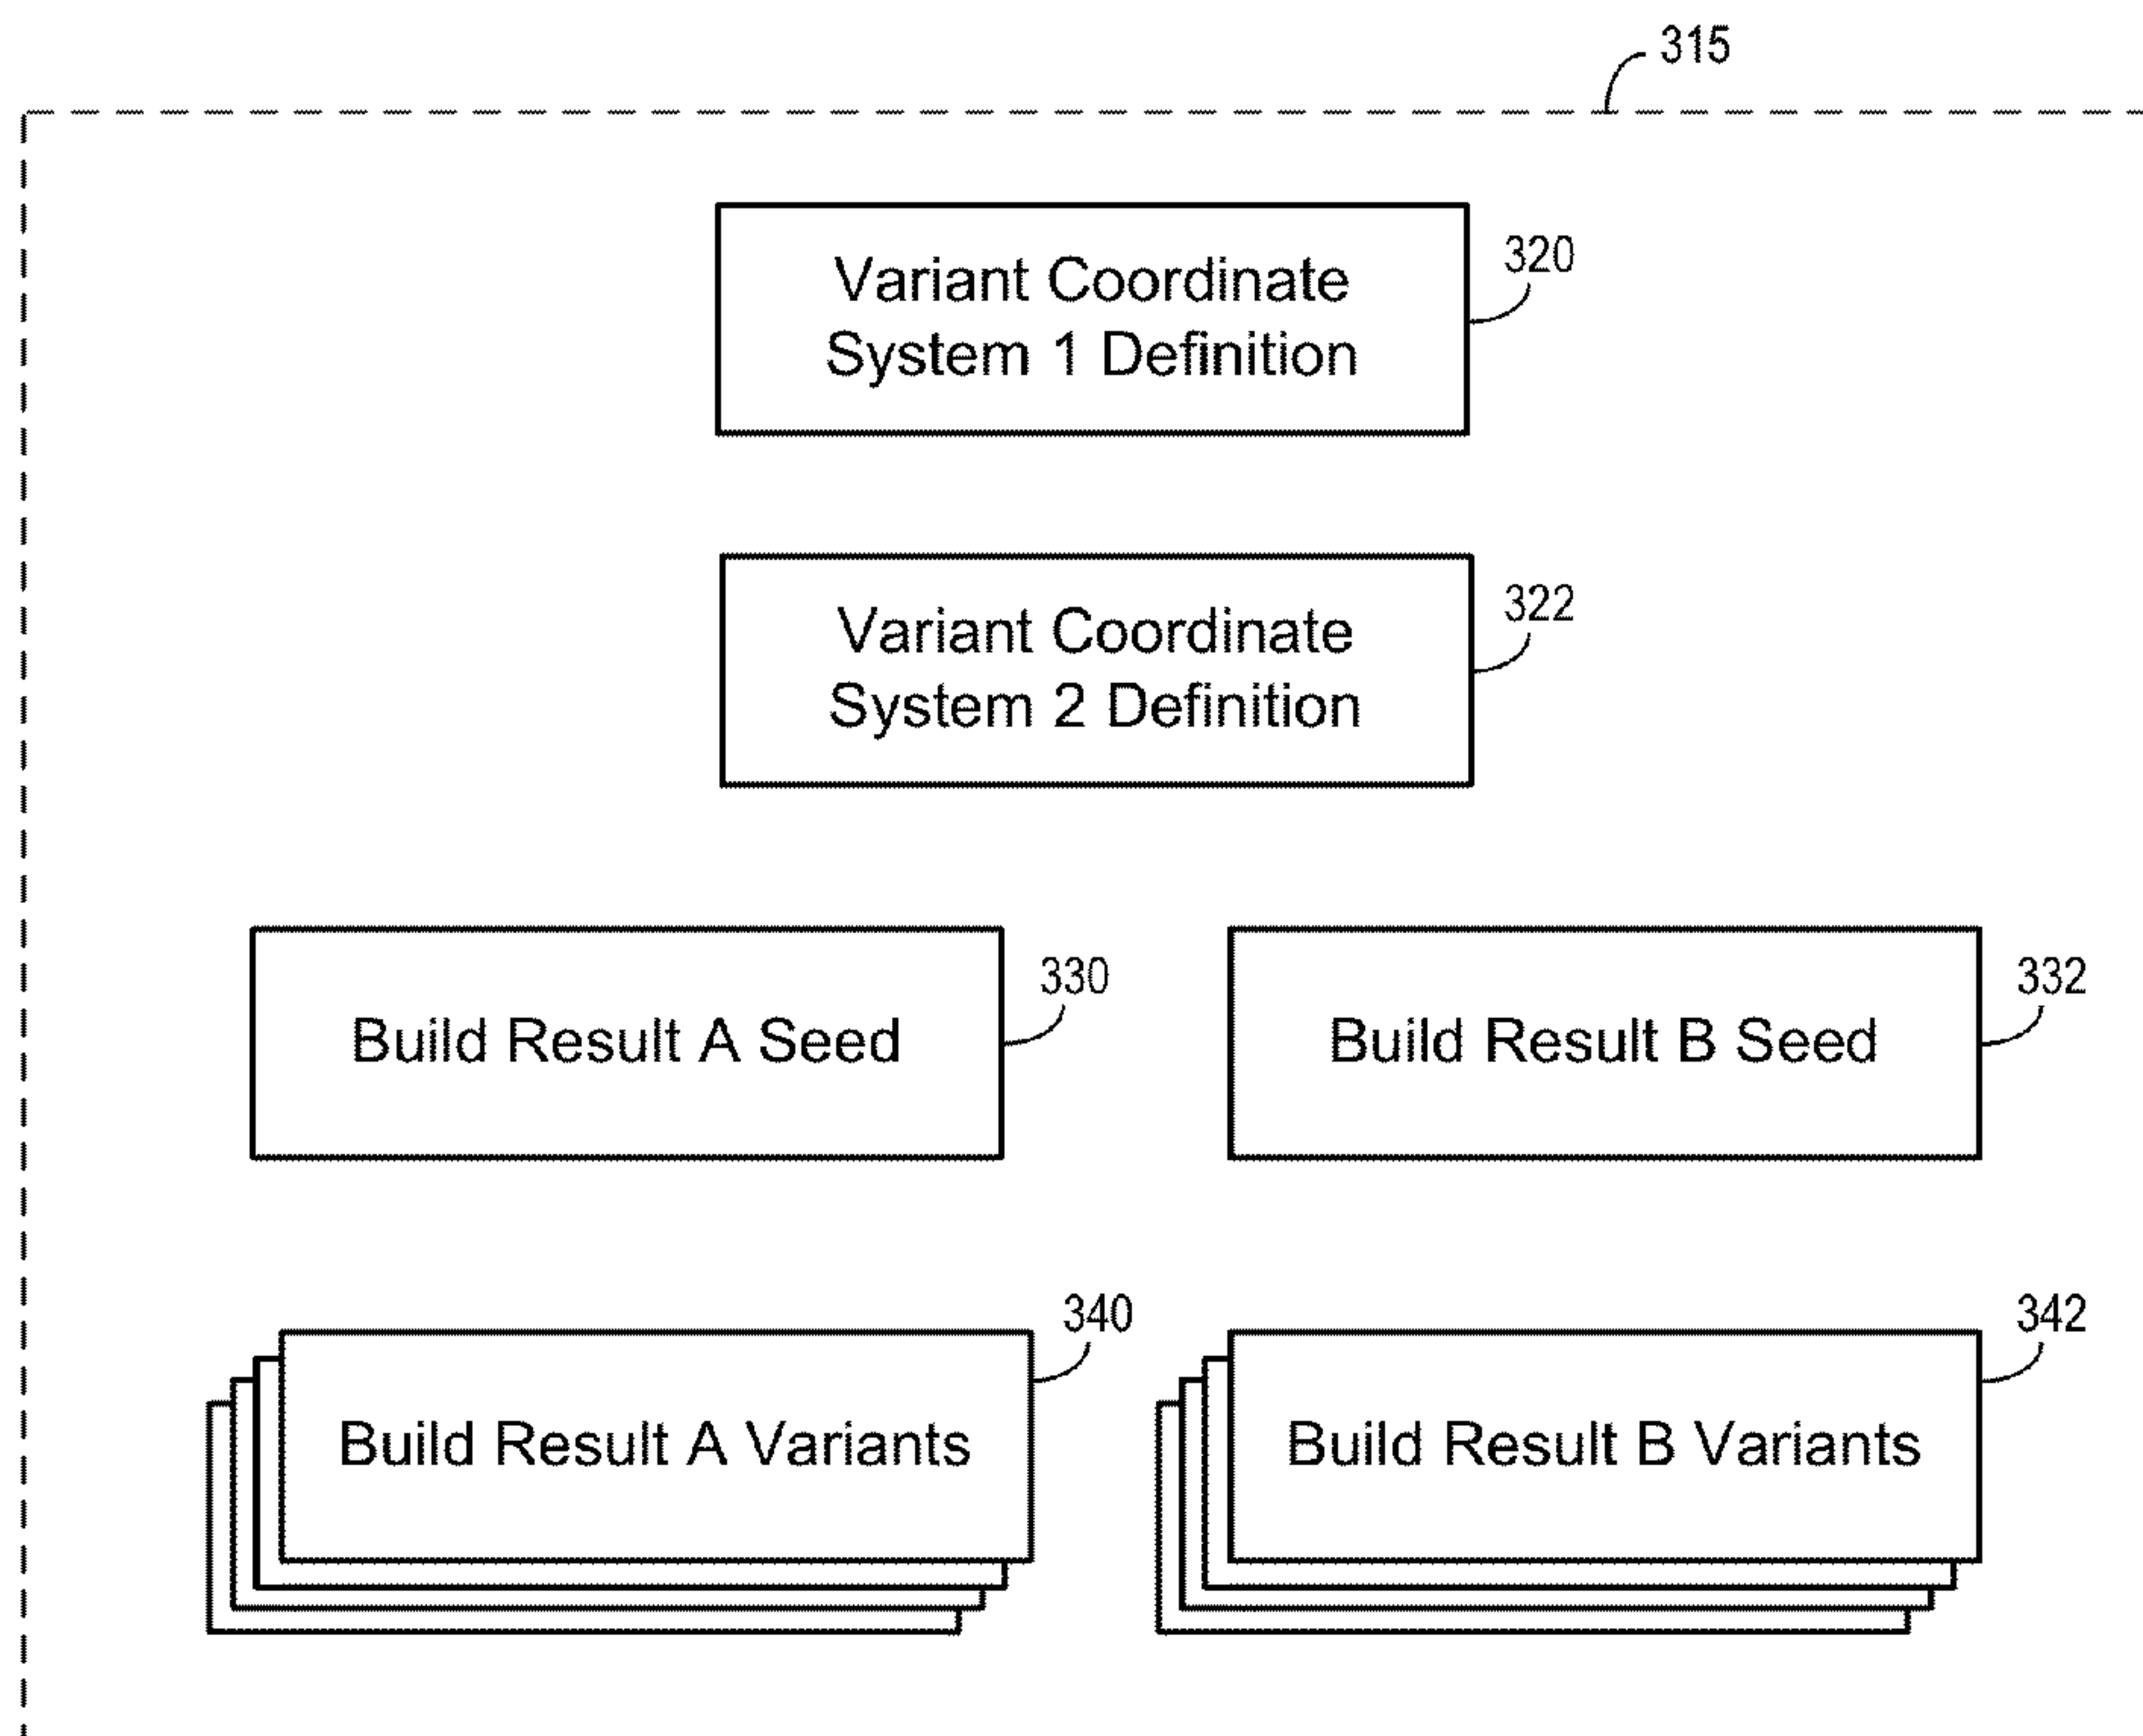 315
Variant Coordinate
System 1 Definition
320
Variant Coordinate
System 2 Definition
322
Build Result A Seed
330
Build Result B Seed
332
Build Result A Variants
340
Build Result B Variants
342